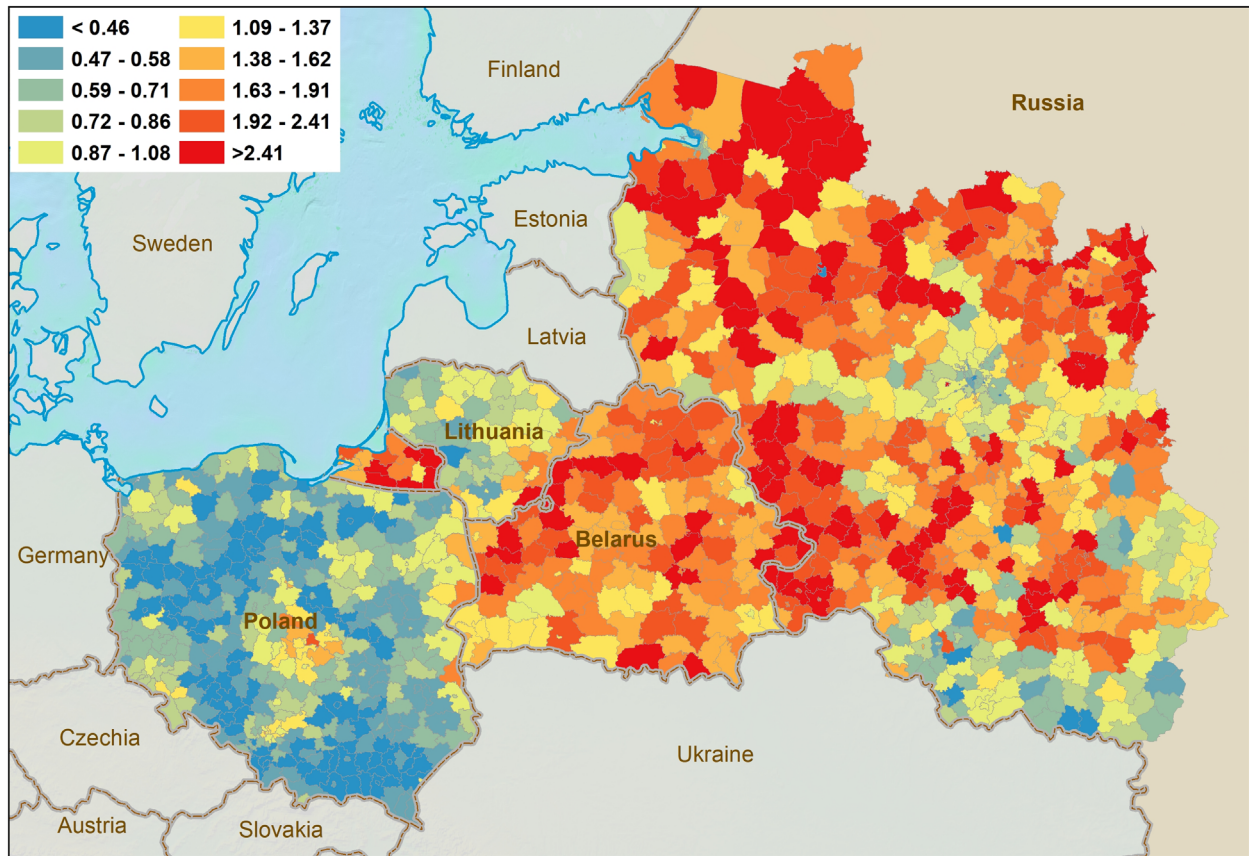 < 0.46
0.47 - 0.58
0.59 - 0.71
0.72 - 0.86
0.87 - 1.08
1.09 - 1.37
1.38 - 1.62
1.63 - 1.91
1.92 - 2.41
>2.41
Finland
Russia
Sweden
Estonia
Latvia
Lithuania
Belarus
Germany
Poland
Czechia
Ukraine
Austria
Slovakia